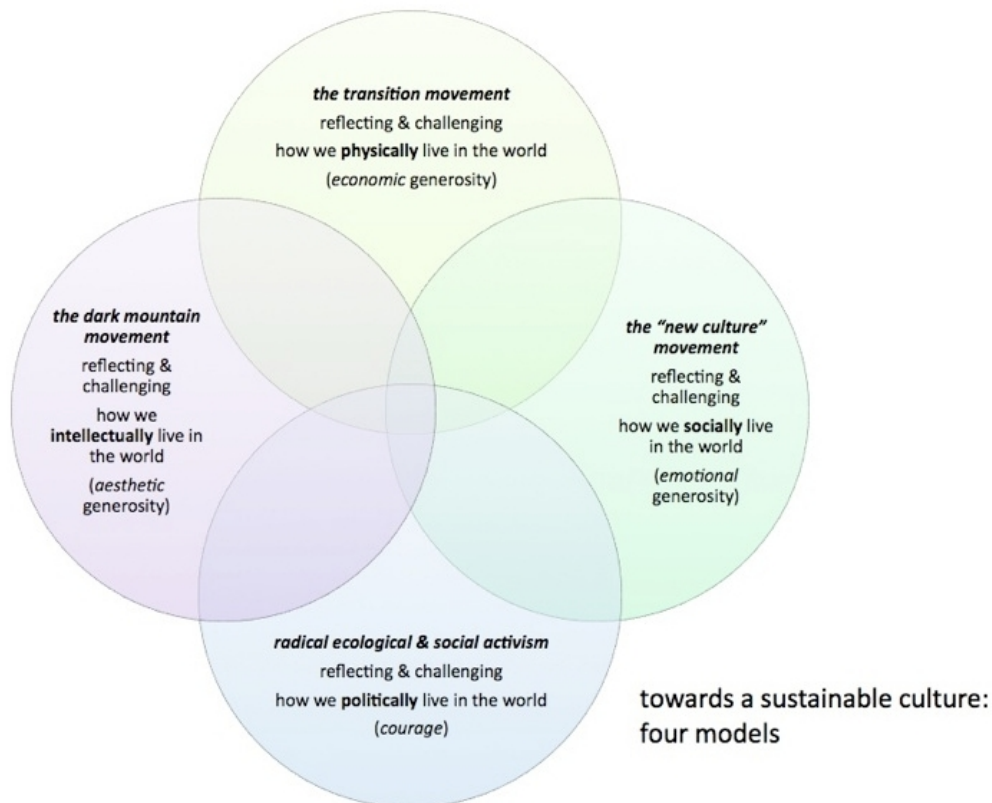 the transition movement
reflecting & challenging
how we physically live in the world
(economic generosity)
the dark mountain
movement
reflecting &
challenging
how we
intellectually live in
the world
(aesthetic
generosity)
the “new culture”
movement
reflecting &
challenging
how we socially live
in the world
(emotional
generosity)
radical ecological & social activism
reflecting & challenging
how we politically live in the world
(courage)
towards a sustainable culture:
four models